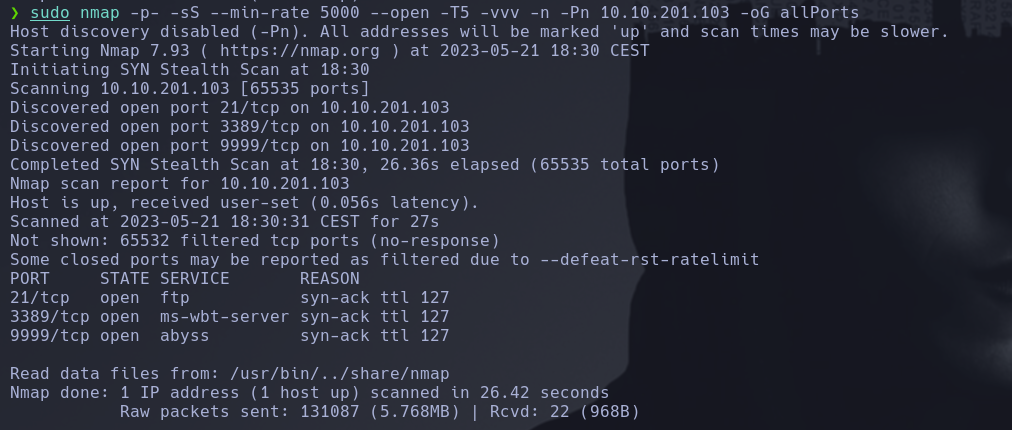 ❯ sudo nmap -p- -sS --min-rate 5000 --open -T5 -vvv -n -Pn 10.10.201.103 -oG allPorts
Host discovery disabled (-Pn). All addresses will be marked 'up' and scan times may be slower.
Starting Nmap 7.93 ( https://nmap.org ) at 2023-05-21 18:30 CEST
Initiating SYN Stealth Scan at 18:30
Scanning 10.10.201.103 [65535 ports]
Discovered open port 21/tcp on 10.10.201.103
Discovered open port 3389/tcp on 10.10.201.103
Discovered open port 9999/tcp on 10.10.201.103
Completed SYN Stealth Scan at 18:30, 26.36s elapsed (65535 total ports)
Nmap scan report for 10.10.201.103
Host is up, received user-set (0.056s latency).
Scanned at 2023-05-21 18:30:31 CEST for 27s
Not shown: 65532 filtered tcp ports (no-response)
Some closed ports may be reported as filtered due to --defeat-rst-ratelimit
PORT     STATE SERVICE       REASON
21/tcp   open  ftp           syn-ack ttl 127
3389/tcp open  ms-wbt-server syn-ack ttl 127
9999/tcp open  abyss         syn-ack ttl 127
Read data files from: /usr/bin/../share/nmap
Nmap done: 1 IP address (1 host up) scanned in 26.42 seconds
           Raw packets sent: 131087 (5.768MB) | Rcvd: 22 (968B)